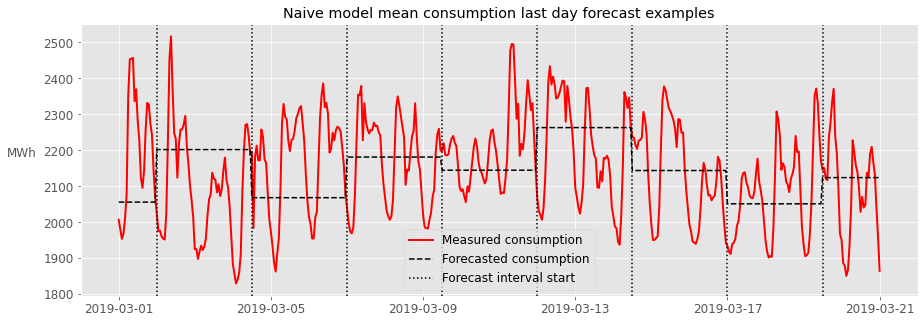 Naive model mean consumption last day forecast examples
2500
2400
2300
2200
MWh
2100
2000
1900
1800
Measured consumption
Forecasted consumption
Forecast interval start
2019-03-01 2019-03-05 2019-03-09 2019-03-13 2019-03-17 2019-03-21